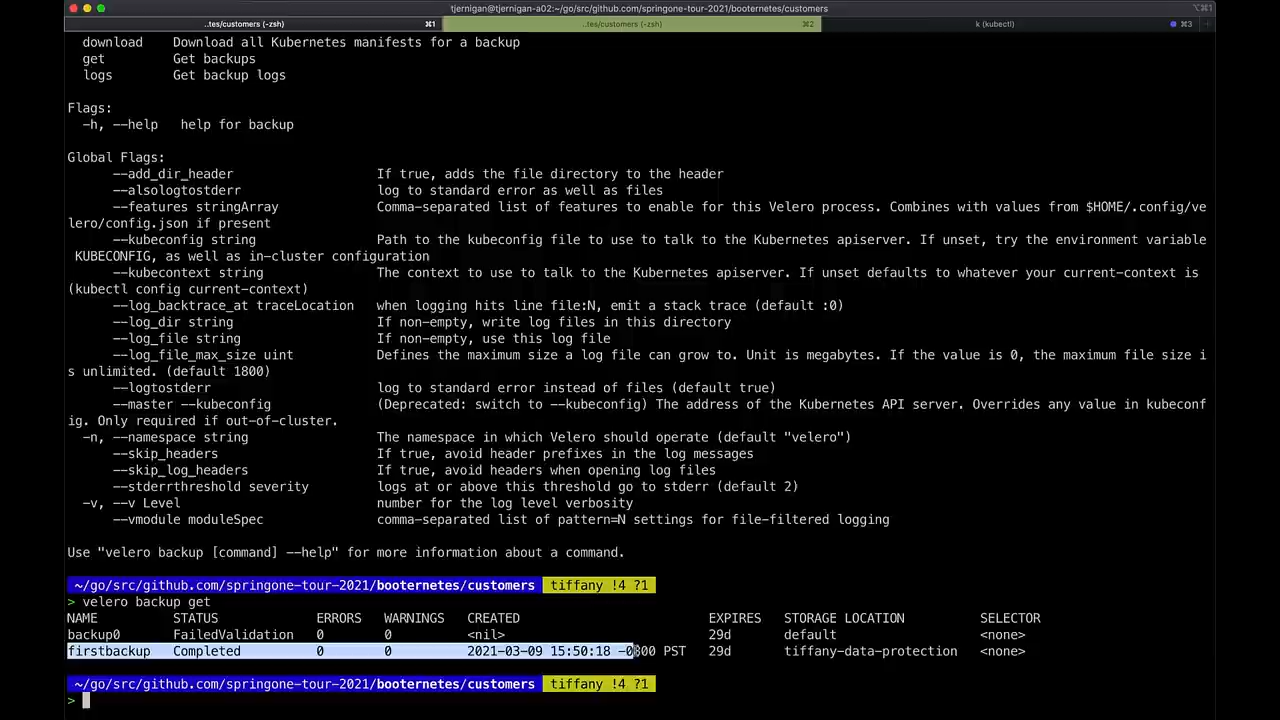 tjernigan@tjernigan-a02:~/go/src/github.com/springone-tour-2021/booternetes/customers
..tes/customers (-zsh) ⌘1 ..tes/customers (-zsh) ⌘2 k (kubectl) ⌘3
download Download all Kubernetes manifests for a backup
get Get backups
logs Get backup logs
Flags:
-h, --help help for backup
Global Flags:
--add_dir_header If true, adds the file directory to the header
--alsologtostderr log to standard error as well as files
--features stringArray Comma-separated list of features to enable for this Velero process. Combines with values from $HOME/.config/ve
lero/config.json if present
--kubeconfig string Path to the kubeconfig file to use to talk to the Kubernetes apiserver. If unset, try the environment variable
KUBECONFIG, as well as in-cluster configuration
--kubecontext string The context to use to talk to the Kubernetes apiserver. If unset defaults to whatever your current-context is
(kubectl config current-context)
--log_backtrace_at traceLocation when logging hits line file:N, emit a stack trace (default :0)
--log_dir string If non-empty, write log files in this directory
--log_file string If non-empty, use this log file
--log_file_max_size uint Defines the maximum size a log file can grow to. Unit is megabytes. If the value is 0, the maximum file size i
s unlimited. (default 1800)
--logtostderr log to standard error instead of files (default true)
--master --kubeconfig (Deprecated: switch to --kubeconfig) The address of the Kubernetes API server. Overrides any value in kubeconf
ig. Only required if out-of-cluster.
-n, --namespace string The namespace in which Velero should operate (default "velero")
--skip_headers If true, avoid header prefixes in the log messages
--skip_log_headers If true, avoid headers when opening log files
--stderrthreshold severity logs at or above this threshold go to stderr (default 2)
-v, --v Level number for the log level verbosity
--vmodule moduleSpec comma-separated list of pattern=N settings for file-filtered logging
Use "velero backup [command] --help" for more information about a command.
~/go/src/github.com/springone-tour-2021/booternetes/customers tiffany !4 ?1
> velero backup get
NAME STATUS ERRORS WARNINGS CREATED EXPIRES STORAGE LOCATION SELECTOR
backup0 FailedValidation 0 0 <nil> 29d default <none>
firstbackup Completed 0 0 2021-03-09 15:50:18 -0800 PST 29d tiffany-data-protection <none>
~/go/src/github.com/springone-tour-2021/booternetes/customers tiffany !4 ?1
>